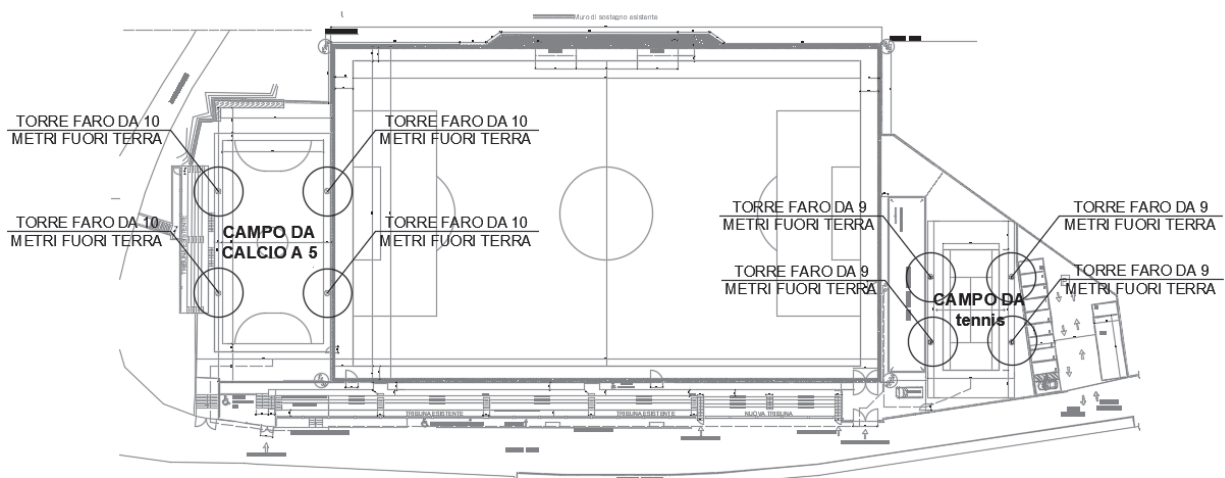 Muro di sostegno esistente
TORRE FARO DA 10
METRI FUORI TERRA
TORRE FARO DA 10
METRI FUORI TERRA
TORRE FARO DA 10
METRI FUORI TERRA
TORRE FARO DA 10
METRI FUORI TERRA
CAMPO DA
CALCIO A 5
TORRE FARO DA 9
METRI FUORI TERRA
TORRE FARO DA 9
METRI FUORI TERRA
TORRE FARO DA 9
METRI FUORI TERRA
TORRE FARO DA 9
METRI FUORI TERRA
CAMPO DA
tennis
TRIBUNA ESISTENTE
TRIBUNA ESISTENTE
NUOVA TRIBUNA